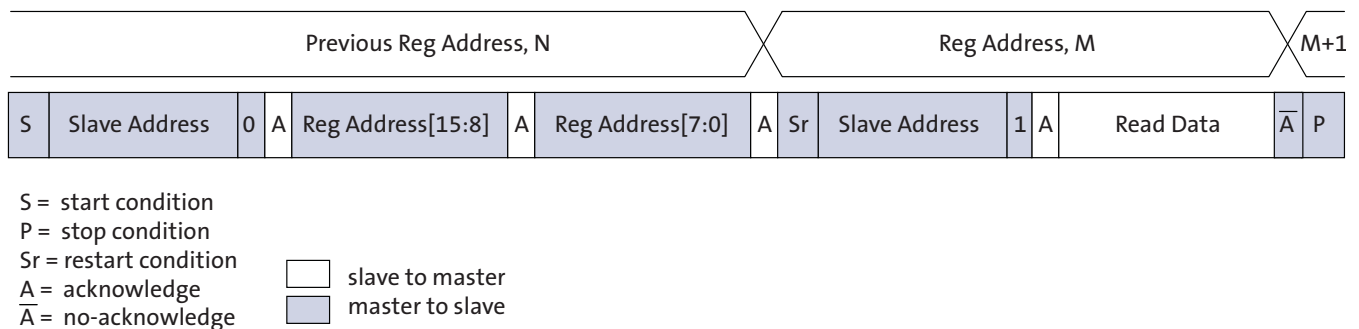 Previous Reg Address, N Reg Address, M M+1
S Slave Address 0 A Reg Address[15:8] A Reg Address[7:0] A Sr Slave Address 1 A Read Data A̅ P
S = start condition
P = stop condition
Sr = restart condition
A = acknowledge
A̅ = no-acknowledge
slave to master
master to slave